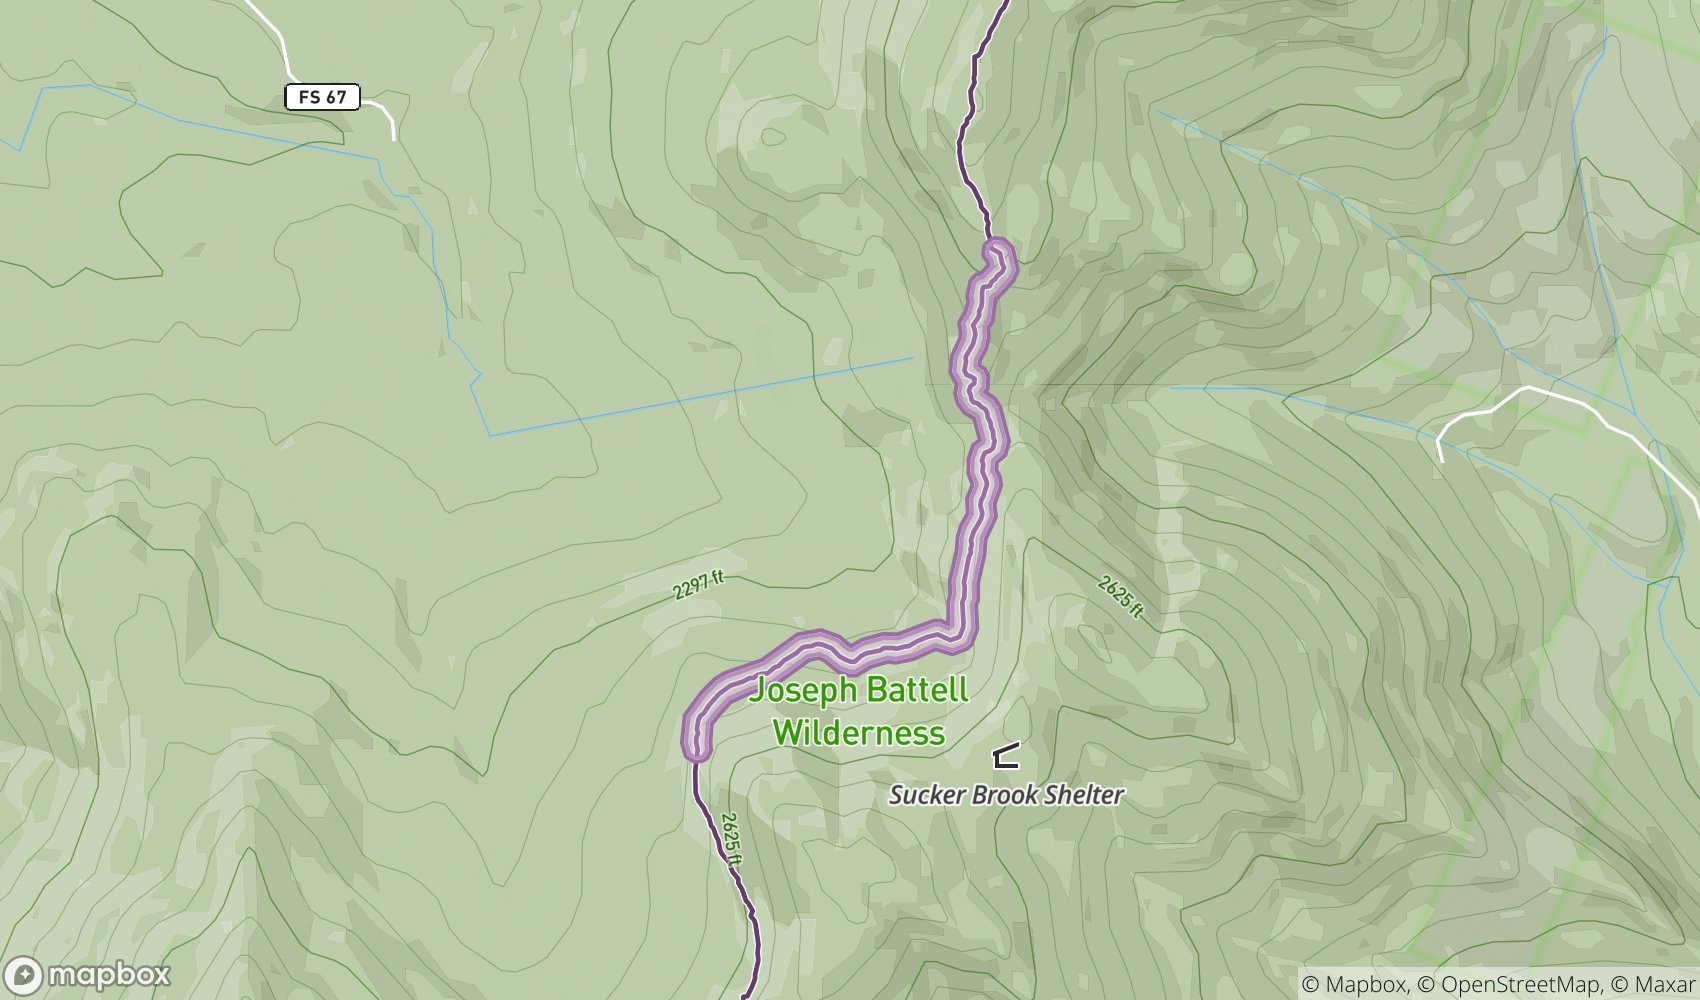 FS 67
2297 ft
2625 ft
Joseph Battell
Wilderness
Sucker Brook Shelter
2625 ft
mapbox
© Mapbox, © OpenStreetMap, © Maxar